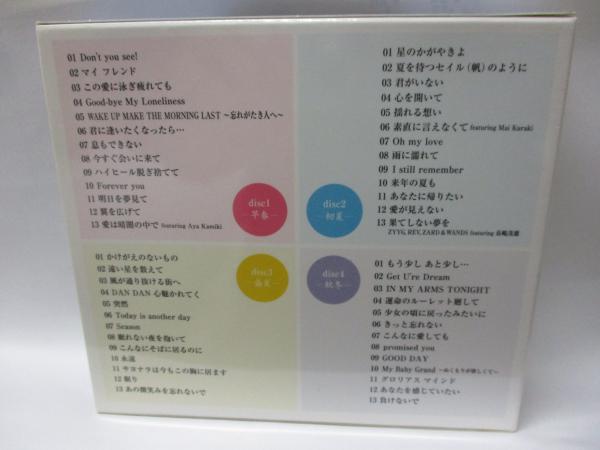 01 Don't you see!
02 マイ フレンド
03 この愛に泳ぎ疲れても
04 Good-bye My Loneliness
05 WAKE UP MAKE THE MORNING LAST 〜忘れがたき人へ〜
06 君に逢いたくなったら…
07 息もできない
08 今すぐ会いに来て
09 ハイヒール脱ぎ捨てて
10 Forever you
11 明日を夢見て
12 翼を広げて
13 愛は暗闇の中で featuring Aya Kamiki
disc1
―早春―
01 星のかがやきよ
02 夏を待つセイル(帆)のように
03 君がいない
04 心を開いて
05 揺れる想い
06 素直に言えなくて featuring Mai Kuraki
07 Oh my love
08 雨に濡れて
09 I still remember
10 来年の夏も
11 あなたに帰りたい
12 愛が見えない
13 果てしない夢を
ZYYG, REV, ZARD & WANDS featuring 長嶋茂雄
disc2
―初夏―
01 かけがえのないもの
02 遠い星を数えて
03 風が通り抜ける街へ
04 DAN DAN 心魅かれてく
05 突然
06 Today is another day
07 Season
08 眠れない夜を抱いて
09 こんなにそばに居るのに
10 永遠
11 サヨナラは今もこの胸に居ます
12 眠り
13 あの微笑みを忘れないで
disc3
―盛夏―
01 もう少し あと少し…
02 Get U're Dream
03 IN MY ARMS TONIGHT
04 運命のルーレット廻して
05 少女の頃に戻ったみたいに
06 きっと忘れない
07 こんなに愛しても
08 promised you
09 GOOD DAY
10 My Baby Grand 〜ぬくもりが欲しくて〜
11 グロリアス マインド
12 あなたを感じていたい
13 負けないで
disc4
―秋冬―